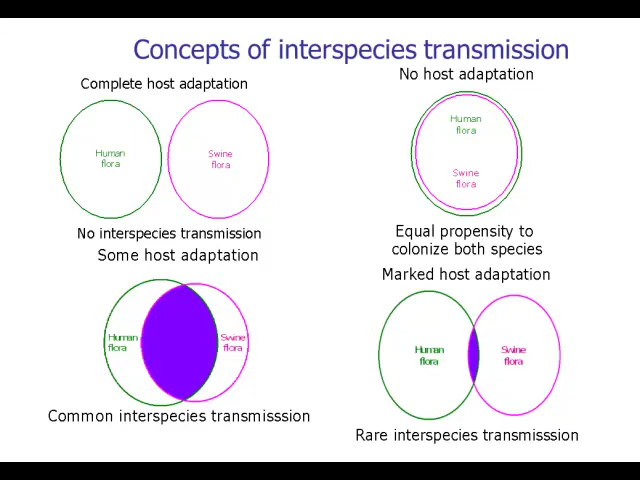 Concepts of interspecies transmission
Complete host adaptation
Human
flora
Swine
flora
No interspecies transmission
No host adaptation
Human
flora
Swine
flora
Equal propensity to
colonize both species
Some host adaptation
Human
flora
Swine
flora
Common interspecies transmisssion
Marked host adaptation
Human
flora
Swine
flora
Rare interspecies transmisssion